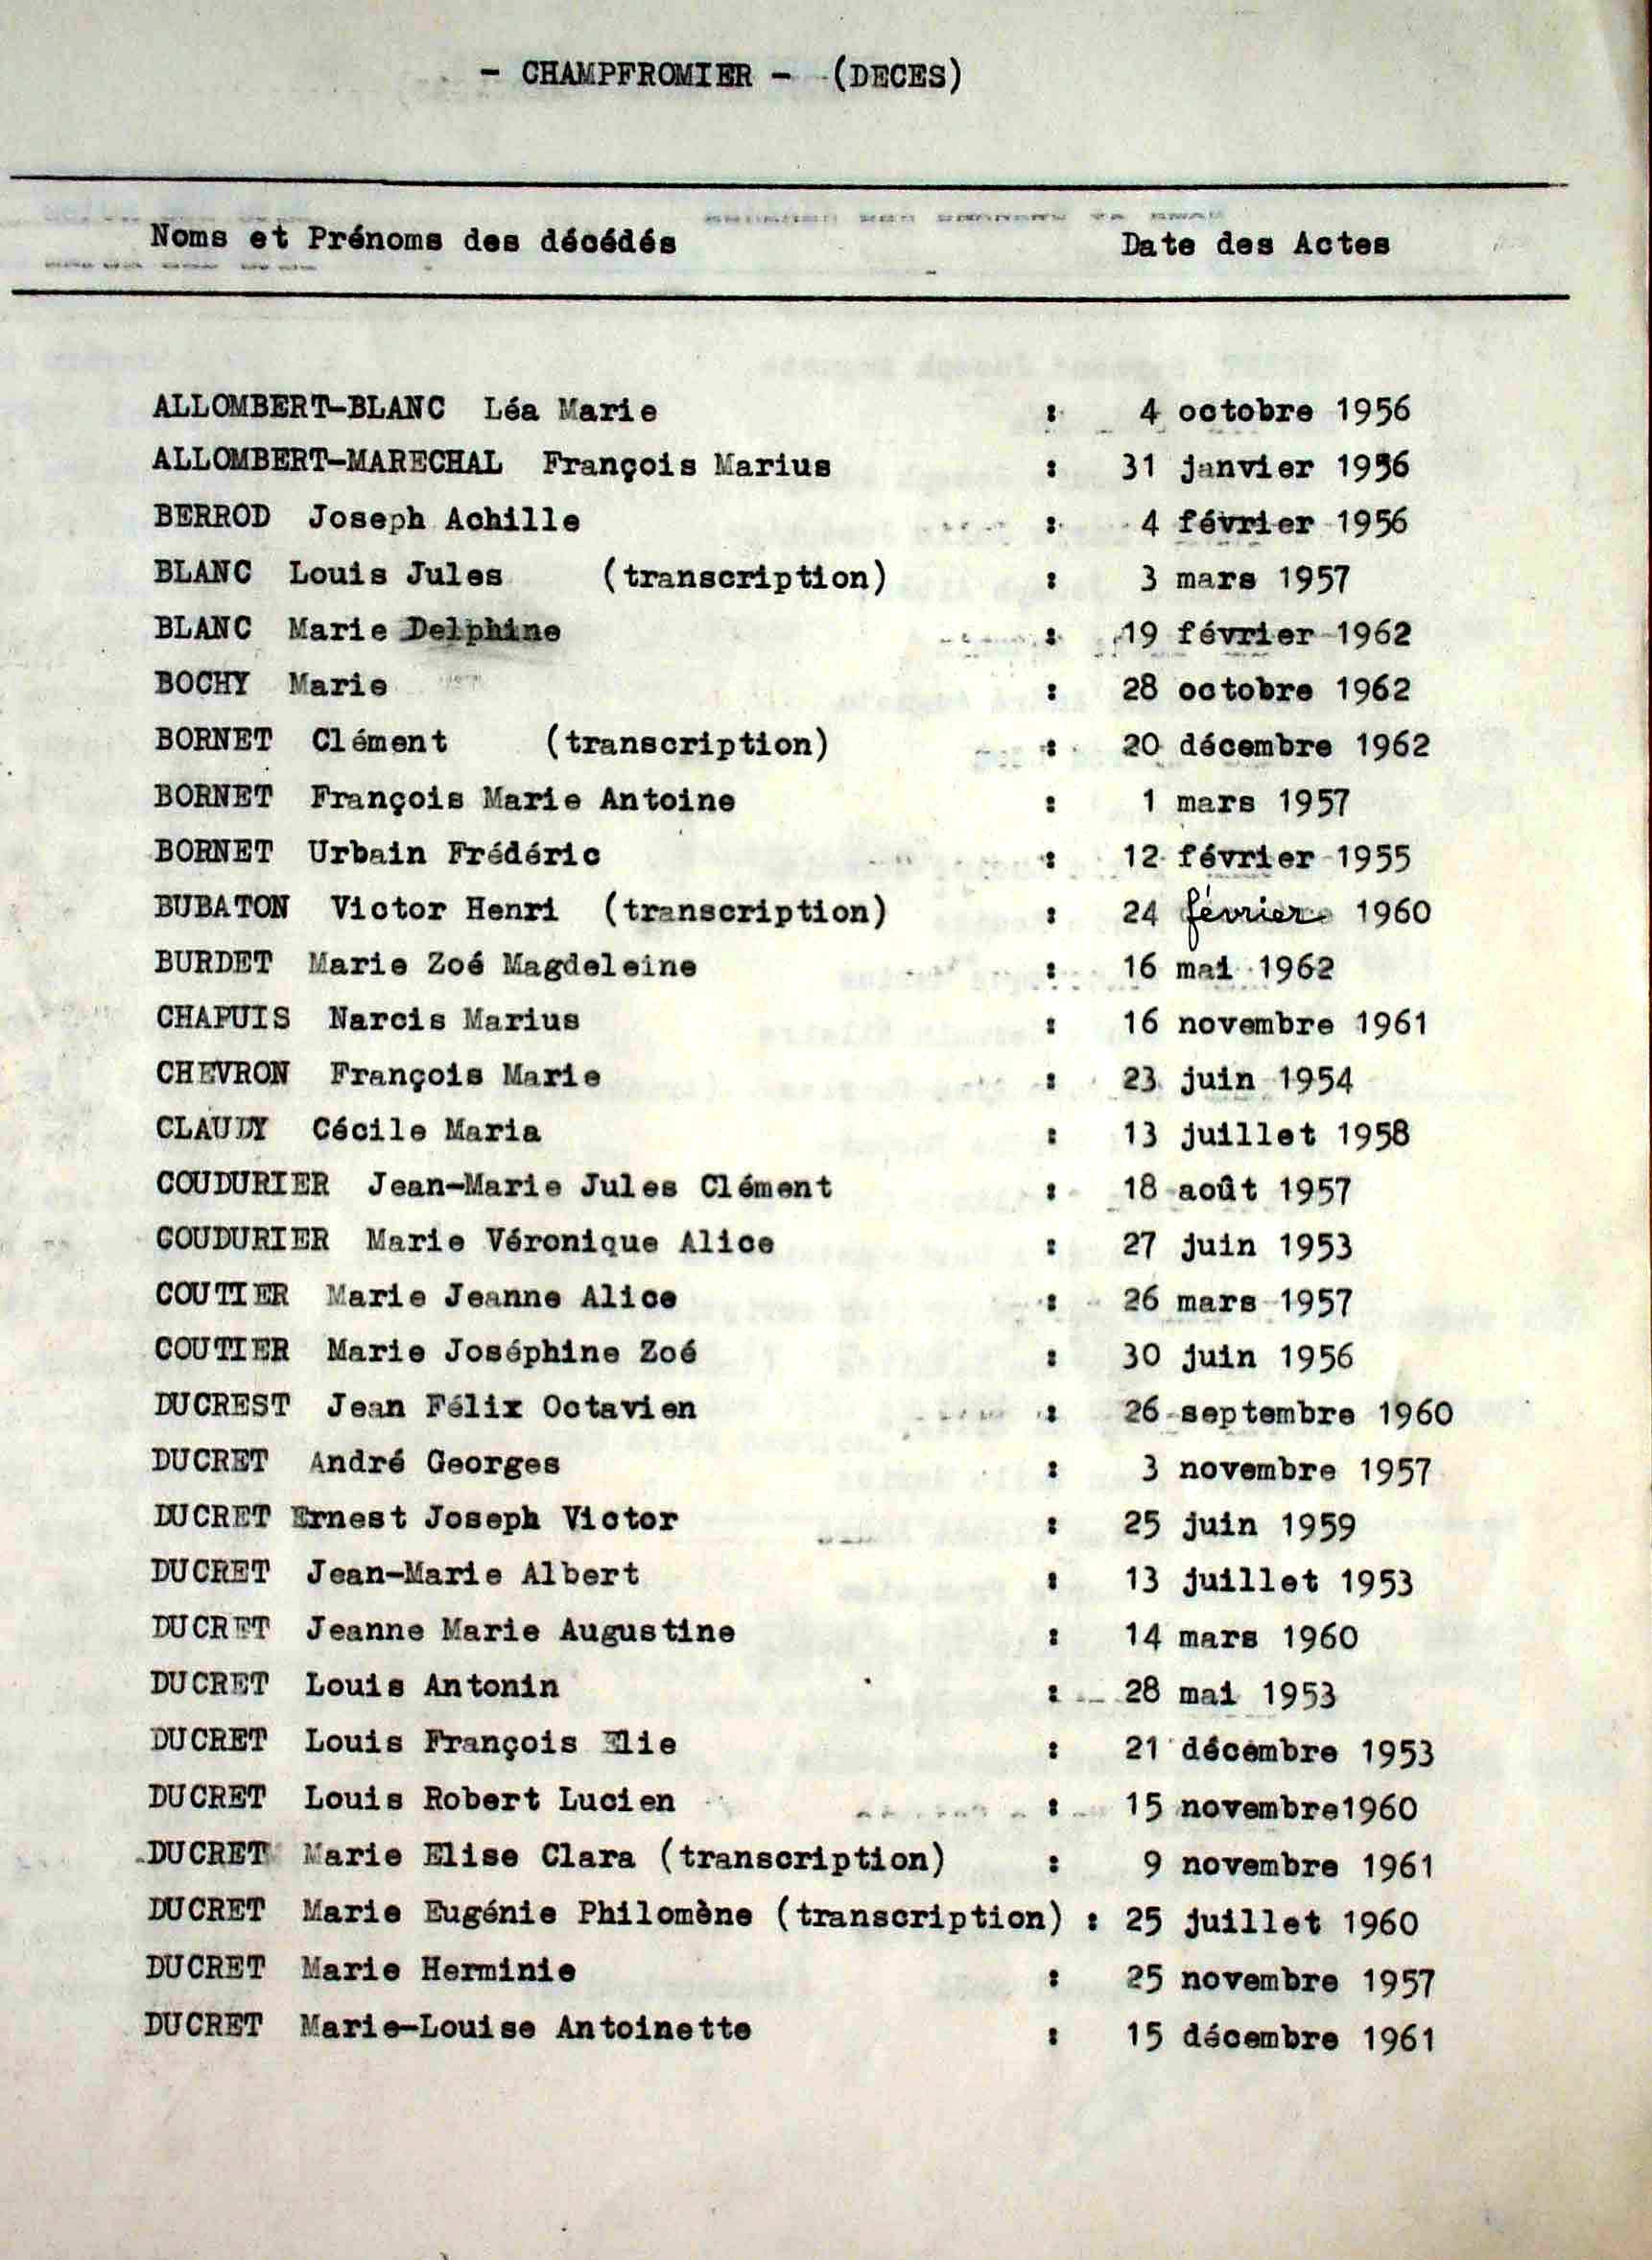 - CHAMPFROMIER - (DECES)
Noms et Prénoms des décédés Date des Actes
ALLOMBERT-BLANC Léa Marie : 4 octobre 1956
ALLOMBERT-MARECHAL François Marius : 31 janvier 1956
BERROD Joseph Achille : 4 février 1956
BLANC Louis Jules (transcription) : 3 mars 1957
BLANC Marie Delphine : 19 février 1962
BOCHY Marie : 28 octobre 1962
BORNET Clément (transcription) : 20 décembre 1962
BORNET François Marie Antoine : 1 mars 1957
BORNET Urbain Frédéric : 12 février 1955
BUBATON Victor Henri (transcription) : 24 février 1960
BURDET Marie Zoé Magdeleine : 16 mai 1962
CHAPUIS Narcis Marius : 16 novembre 1961
CHEVRON François Marie : 23 juin 1954
CLAUDY Cécile Maria : 13 juillet 1958
COUDURIER Jean-Marie Jules Clément : 18 août 1957
COUDURIER Marie Véronique Alice : 27 juin 1953
COUTIER Marie Jeanne Alice : 26 mars 1957
COUTIER Marie Joséphine Zoé : 30 juin 1956
DUCREST Jean Félix Octavien : 26 septembre 1960
DUCRET André Georges : 3 novembre 1957
DUCRET Ernest Joseph Victor : 25 juin 1959
DUCRET Jean-Marie Albert : 13 juillet 1953
DUCRET Jeanne Marie Augustine : 14 mars 1960
DUCRET Louis Antonin : 28 mai 1953
DUCRET Louis François Elie : 21 décembre 1953
DUCRET Louis Robert Lucien : 15 novembre1960
DUCRET Marie Elise Clara (transcription) : 9 novembre 1961
DUCRET Marie Eugénie Philomène (transcription) : 25 juillet 1960
DUCRET Marie Herminie : 25 novembre 1957
DUCRET Marie-Louise Antoinette : 15 décembre 1961